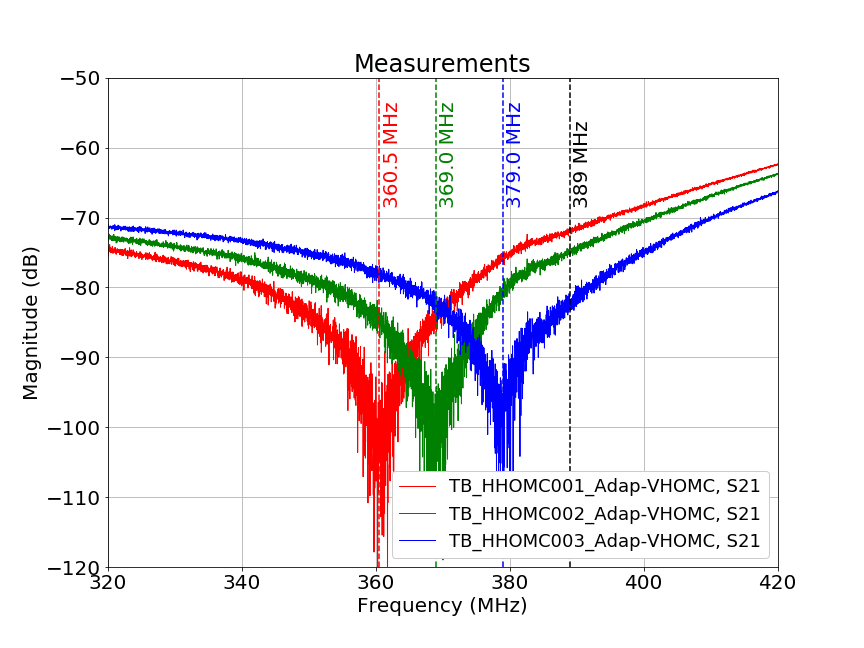 Measurements
−50
−60
−70
−80
−90
−100
−110
−120
Magnitude (dB)
360.5 MHz
369.0 MHz
379.0 MHz
389 MHz
TB_HHOMC001_Adap-VHOMC, S21
TB_HHOMC002_Adap-VHOMC, S21
TB_HHOMC003_Adap-VHOMC, S21
320 340 360 380 400 420
Frequency (MHz)